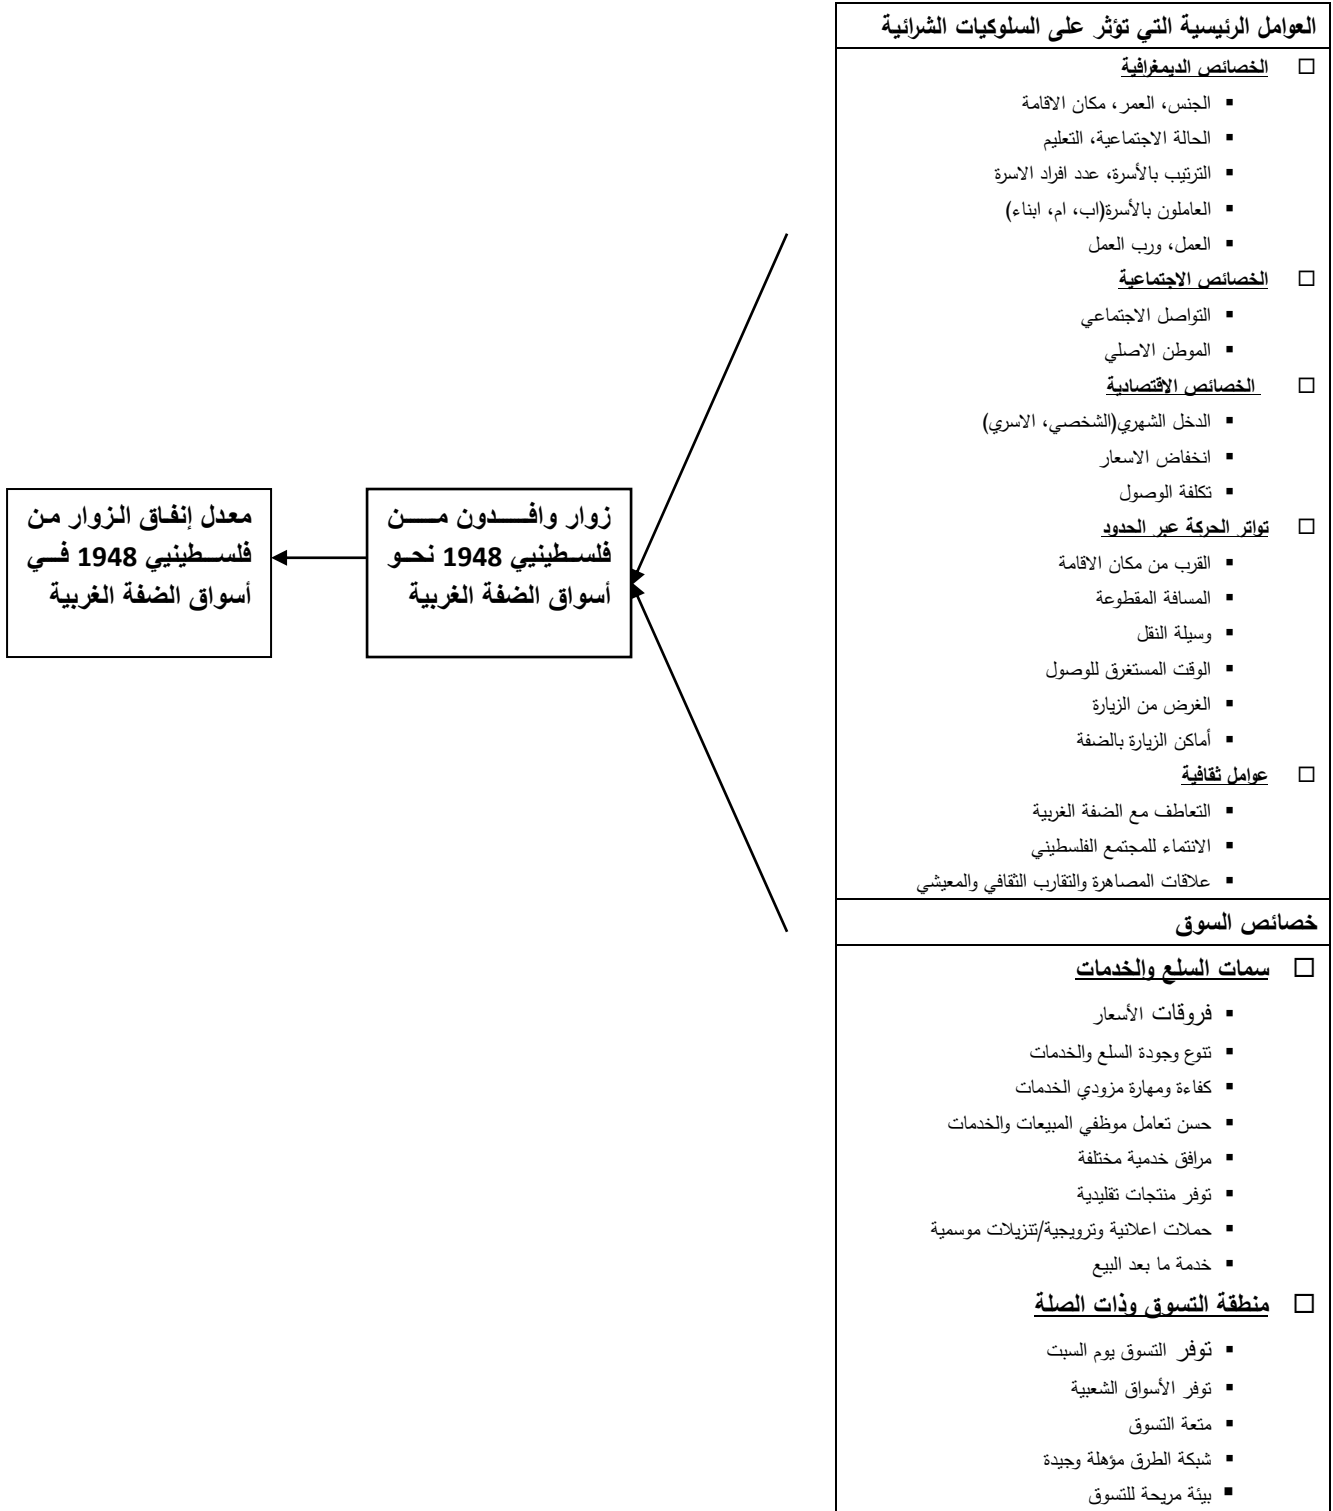 العوامل الرئيسية التي تؤثر على السلوكيات الشرائية
الخصائص الديمغرافية
الجنس، العمر، مكان الاقامة
الحالة الاجتماعية، التعليم
الترتيب بالأسرة، عدد افراد الاسرة
العاملون بالأسرة(اب، ام، ابناء)
العمل، ورب العمل
الخصائص الاجتماعية
التواصل الاجتماعي
الموطن الاصلي
الخصائص الاقتصادية
الدخل الشهري(الشخصي، الاسري)
انخفاض الاسعار
تكلفة الوصول
تواتر الحركة عبر الحدود
القرب من مكان الاقامة
المسافة المقطوعة
وسيلة النقل
الوقت المستغرق للوصول
الغرض من الزيارة
أماكن الزيارة بالضفة
عوامل ثقافية
التعاطف مع الضفة الغربية
الانتماء للمجتمع الفلسطيني
علاقات المصاهرة والتقارب الثقافي والمعيشي
خصائص السوق
سمات السلع والخدمات
فروقات الأسعار
تنوع وجودة السلع والخدمات
كفاءة ومهارة مزودي الخدمات
حسن تعامل موظفي المبيعات والخدمات
مرافق خدمية مختلفة
توفر منتجات تقليدية
حملات اعلانية وترويجية/تنزيلات موسمية
خدمة ما بعد البيع
منطقة التسوق وذات الصلة
توفر التسوق يوم السبت
توفر الأسواق الشعبية
متعة التسوق
شبكة الطرق مؤهلة وجيدة
بيئة مريحة للتسوق
زوار وافدون من
فلسطينيي 1948 نحو
أسواق الضفة الغربية
معدل إنفاق الزوار من
فلسطينيي 1948 في
أسواق الضفة الغربية